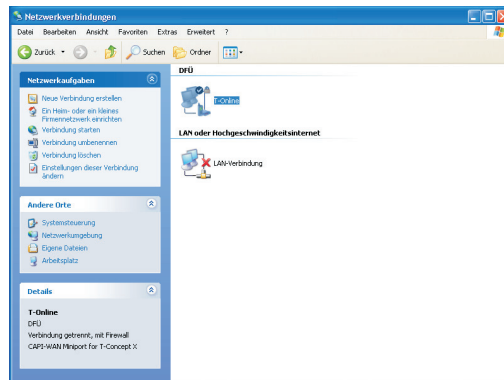 Netzwerkverbindungen
Datei Bearbeiten Ansicht Favoriten Extras Erweitert ?
Zurück Suchen Ordner
Netzwerkaufgaben
Neue Verbindung erstellen
Ein Heim- oder ein kleines
Firmennetzwerk einrichten
Verbindung starten
Verbindung umbenennen
Verbindung löschen
Einstellungen dieser Verbindung
ändern
Andere Orte
Systemsteuerung
Netzwerkumgebung
Eigene Dateien
Arbeitsplatz
Details
T-Online
DFÜ
Verbindung getrennt, mit Firewall
CAPI-WAN Miniport for T-Concept X
DFÜ
T-Online
LAN oder Hochgeschwindigkeitsinternet
LAN-Verbindung